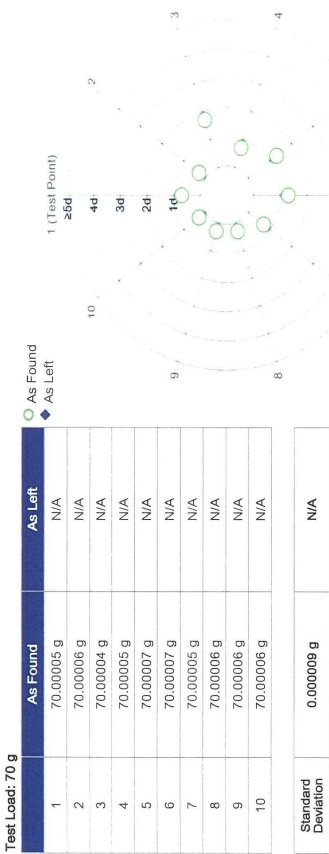 Test Load: 70 g
As Found As Left
1 70.00005 g N/A
2 70.00006 g N/A
3 70.00004 g N/A
4 70.00005 g N/A
5 70.00007 g N/A
6 70.00007 g N/A
7 70.00005 g N/A
8 70.00006 g N/A
9 70.00006 g N/A
10 70.00006 g N/A
Standard
Deviation 0.000009 g N/A
As Found
As Left
1 (Test Point)
≥5d
4d
3d
2d
1d
2
3
4
8
9
10